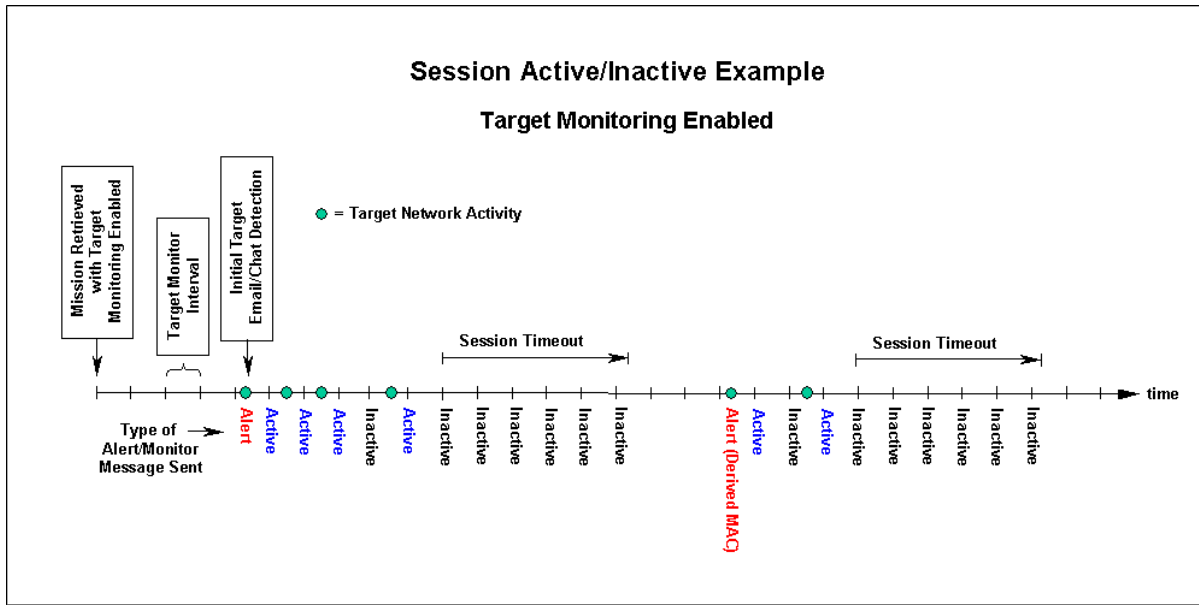 Session Active/Inactive Example
Target Monitoring Enabled
Mission Retrieved
with Target
Monitoring Enabled
Target Monitor
Interval
Initial Target
Email/Chat Detection
= Target Network Activity
Session Timeout
Session Timeout
time
Type of
Alert/Monitor
Message Sent
Alert
Active
Active
Active
Inactive
Active
Inactive
Inactive
Inactive
Inactive
Inactive
Inactive
Alert (Derived MAC)
Active
Inactive
Active
Inactive
Inactive
Inactive
Inactive
Inactive
Inactive